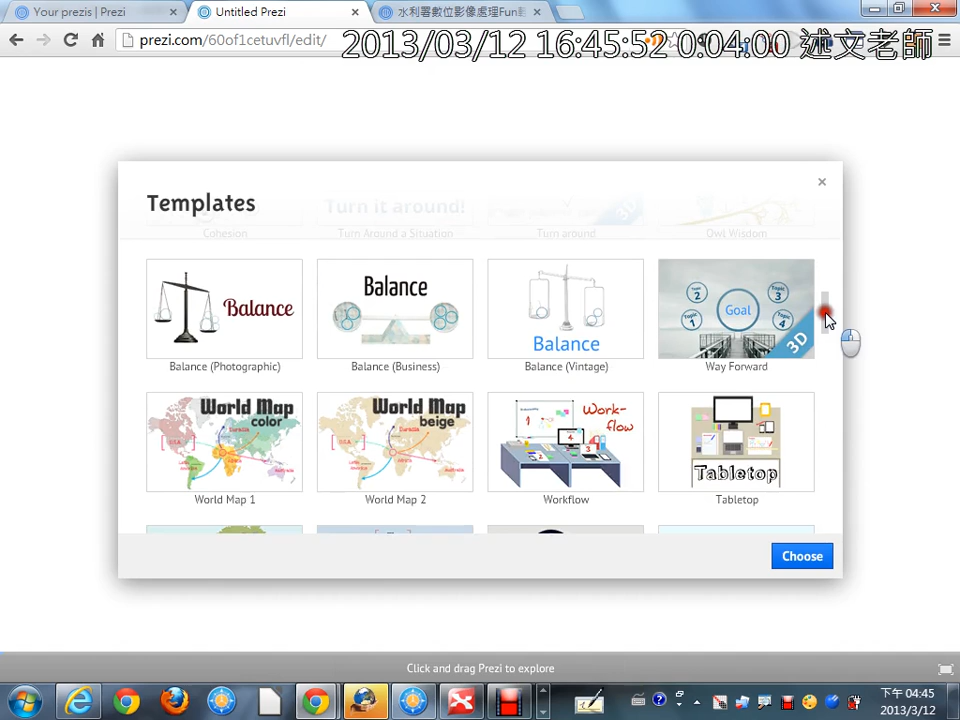 Your prezis | Prezi
Untitled Prezi
水利署數位影像處理Fun
prezi.com/60of1cetuvfl/edit/
2013/03/12 16:45:52 0:04:00 述文老師
Templates
Turn it around!
3D
Cohesion
Turn Around a Situation
Turn around
Owl Wisdom
Balance
Balance
Balance
Topic 2
Topic 3
Goal
Topic 1
Topic 4
3D
Balance (Photographic)
Balance (Business)
Balance (Vintage)
Way Forward
World Map
color
World Map
beige
Work-
flow
Tabletop
World Map 1
World Map 2
Workflow
Tabletop
Choose
Click and drag Prezi to explore
下午 04:45
2013/3/12